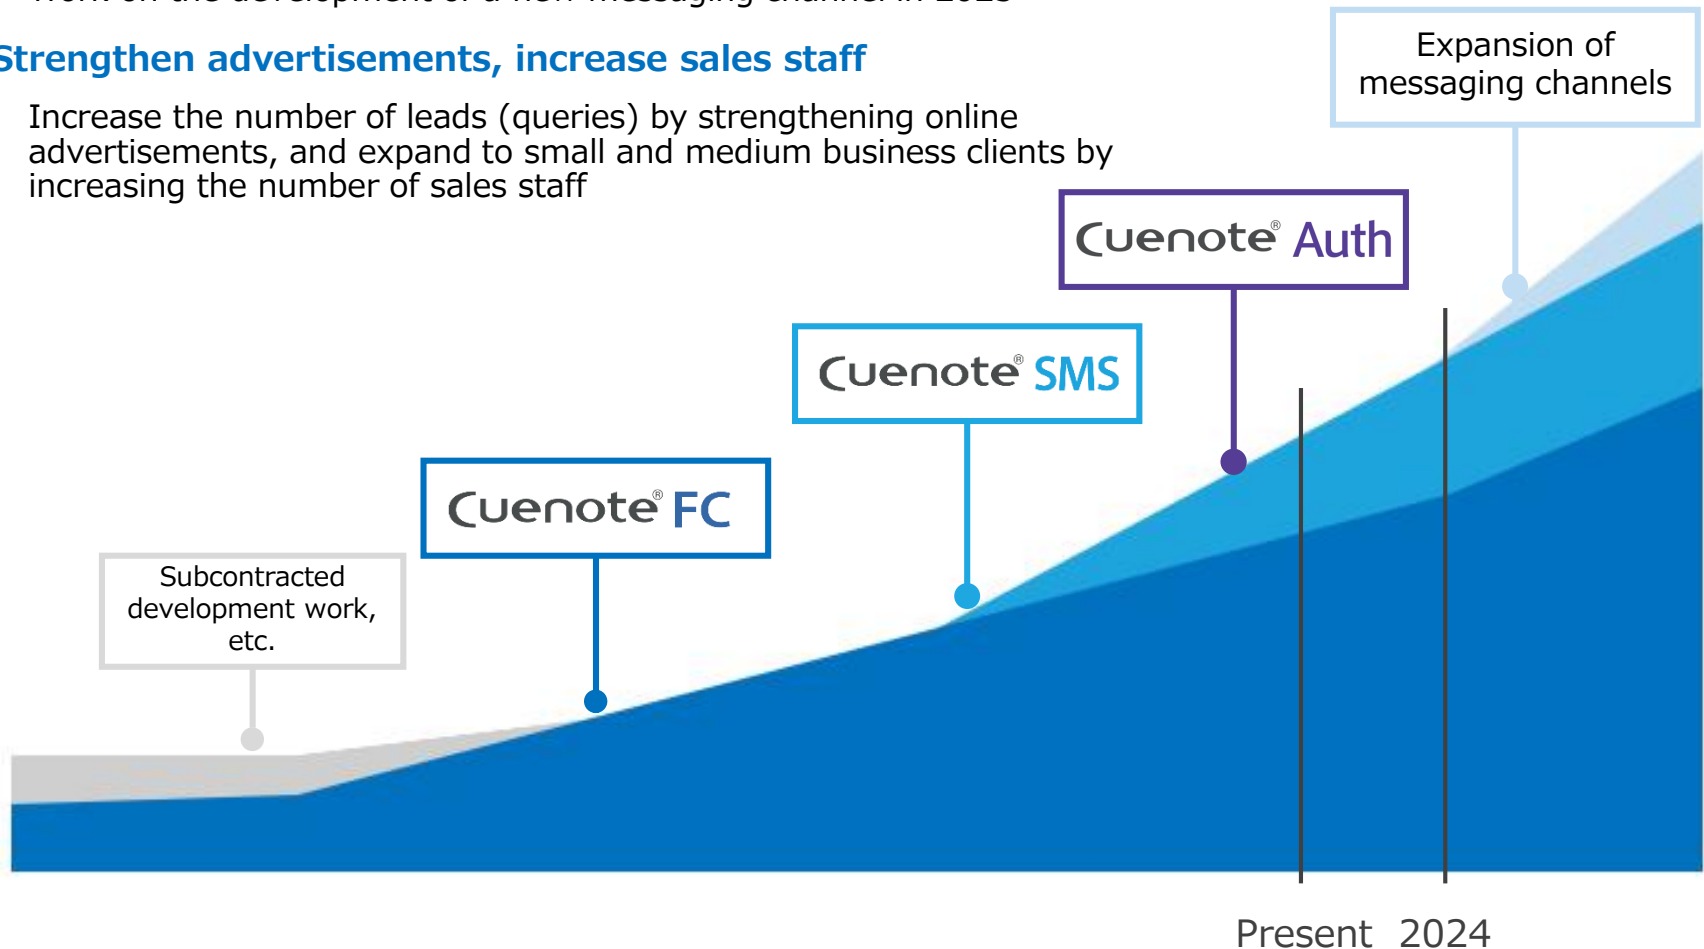 Strengthen advertisements, increase sales staff
Increase the number of leads (queries) by strengthening online
advertisements, and expand to small and medium business clients by
increasing the number of sales staff
Expansion of
messaging channels
Cuenote® Auth
Cuenote® SMS
Cuenote® FC
Subcontracted
development work,
etc.
Present 2024